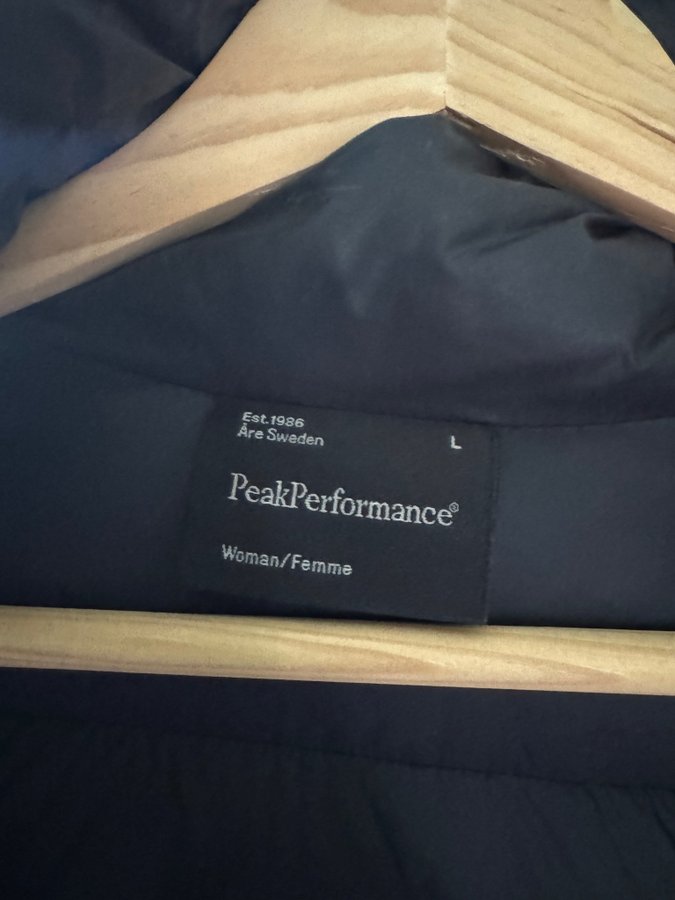 Est.1986
Åre Sweden
L
PeakPerformance®
Woman/Femme